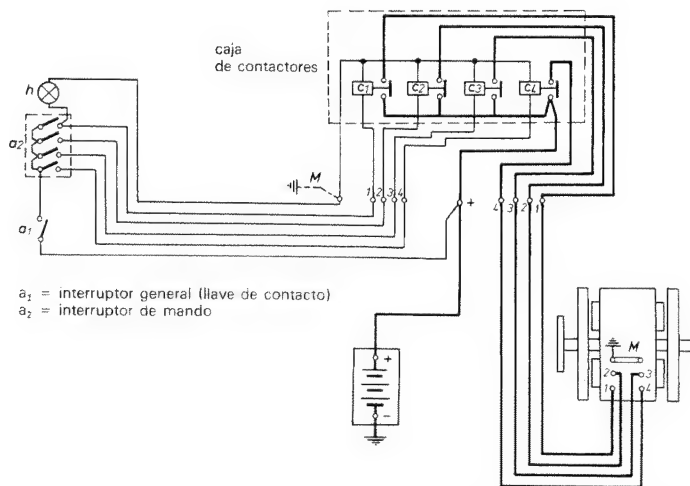 caja
de contactores
h
c1 c2 c3 c4
a2
M
1 2 3 4
+
4 3 2 1
a1
a₁ = interruptor general (llave de contacto)
a₂ = interruptor de mando
M
2 3
1 4
+
-